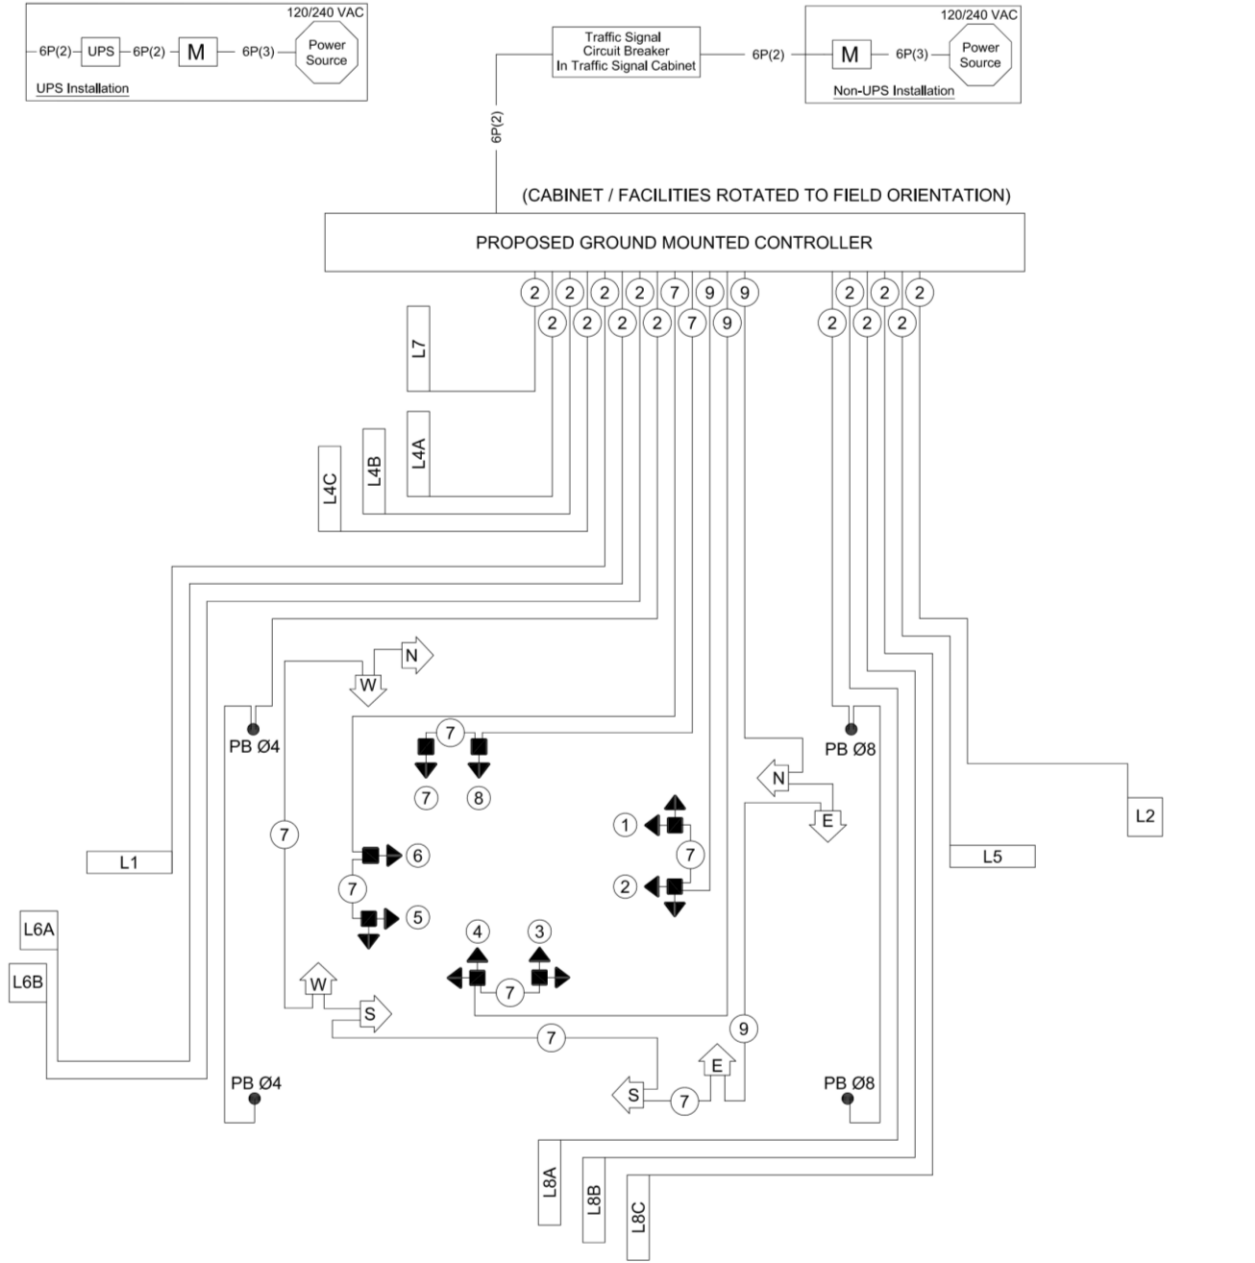 120/240 VAC
6P(2)
UPS
6P(2)
M
6P(3)
Power
Source
UPS Installation
Traffic Signal
Circuit Breaker
In Traffic Signal Cabinet
6P(2)
120/240 VAC
M
6P(3)
Power
Source
Non-UPS Installation
6P(2)
(CABINET / FACILITIES ROTATED TO FIELD ORIENTATION)
PROPOSED GROUND MOUNTED CONTROLLER
2 2 2 2 7 9 9 2 2 2
2 2 2 2 7 9 2 2 2
L7
L4A
L4B
L4C
N
W
PB Ø4
7
7
8
PB Ø8
N
E
L2
1
7
2
7
6
7
5
L1
L5
L6A
L6B
4
3
7
W
S
7
9
E
S
7
PB Ø4
PB Ø8
L8A
L8B
L8C